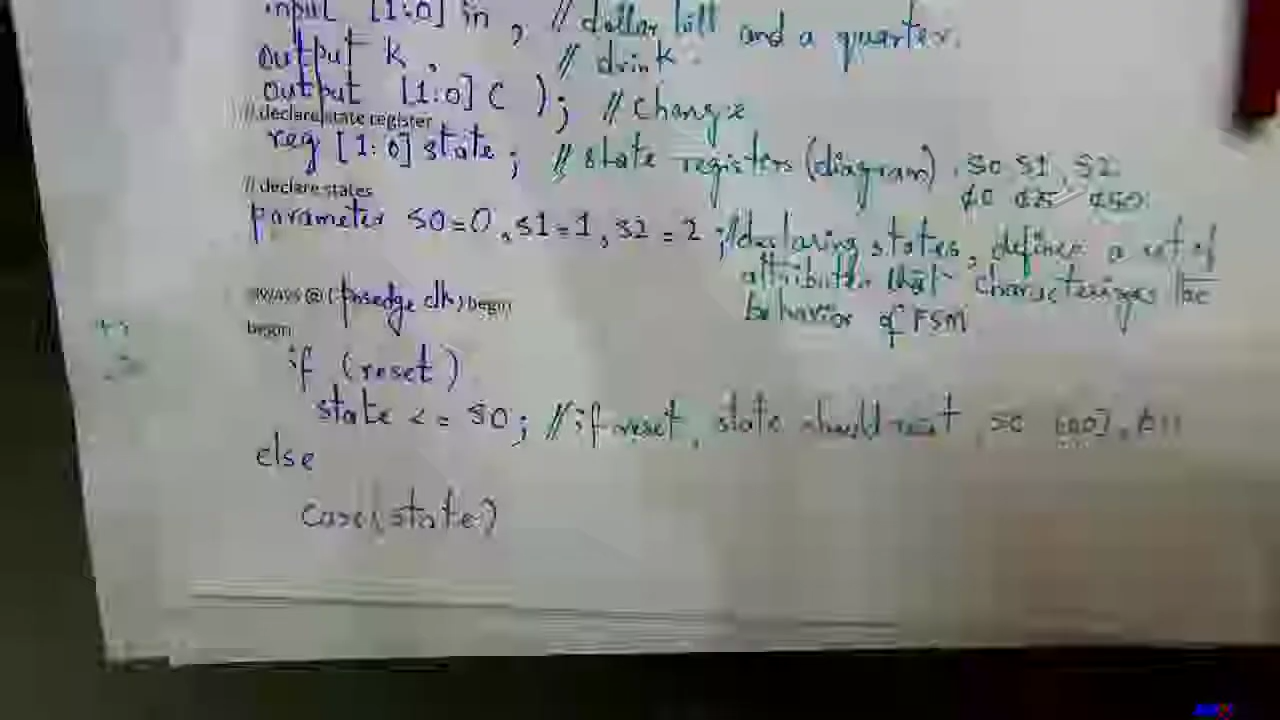 input [1:0] in , // dollar bill and a quarter.
output k , // drink.
output [1:0] C ); // change
// declare state register
reg [1:0] state ; // state registers (diagram) . S0 S1 , S2
¢0 ¢25 ¢50
// declare states
parameter S0=0 , S1=1 , S2 = 2 ; // declaring states, defines a set of
attributes that characterizes the
behavior of FSM
always @ (posedge clk) begin
begin
if (reset)
state <= S0; // if reset, state should
else
case(state)